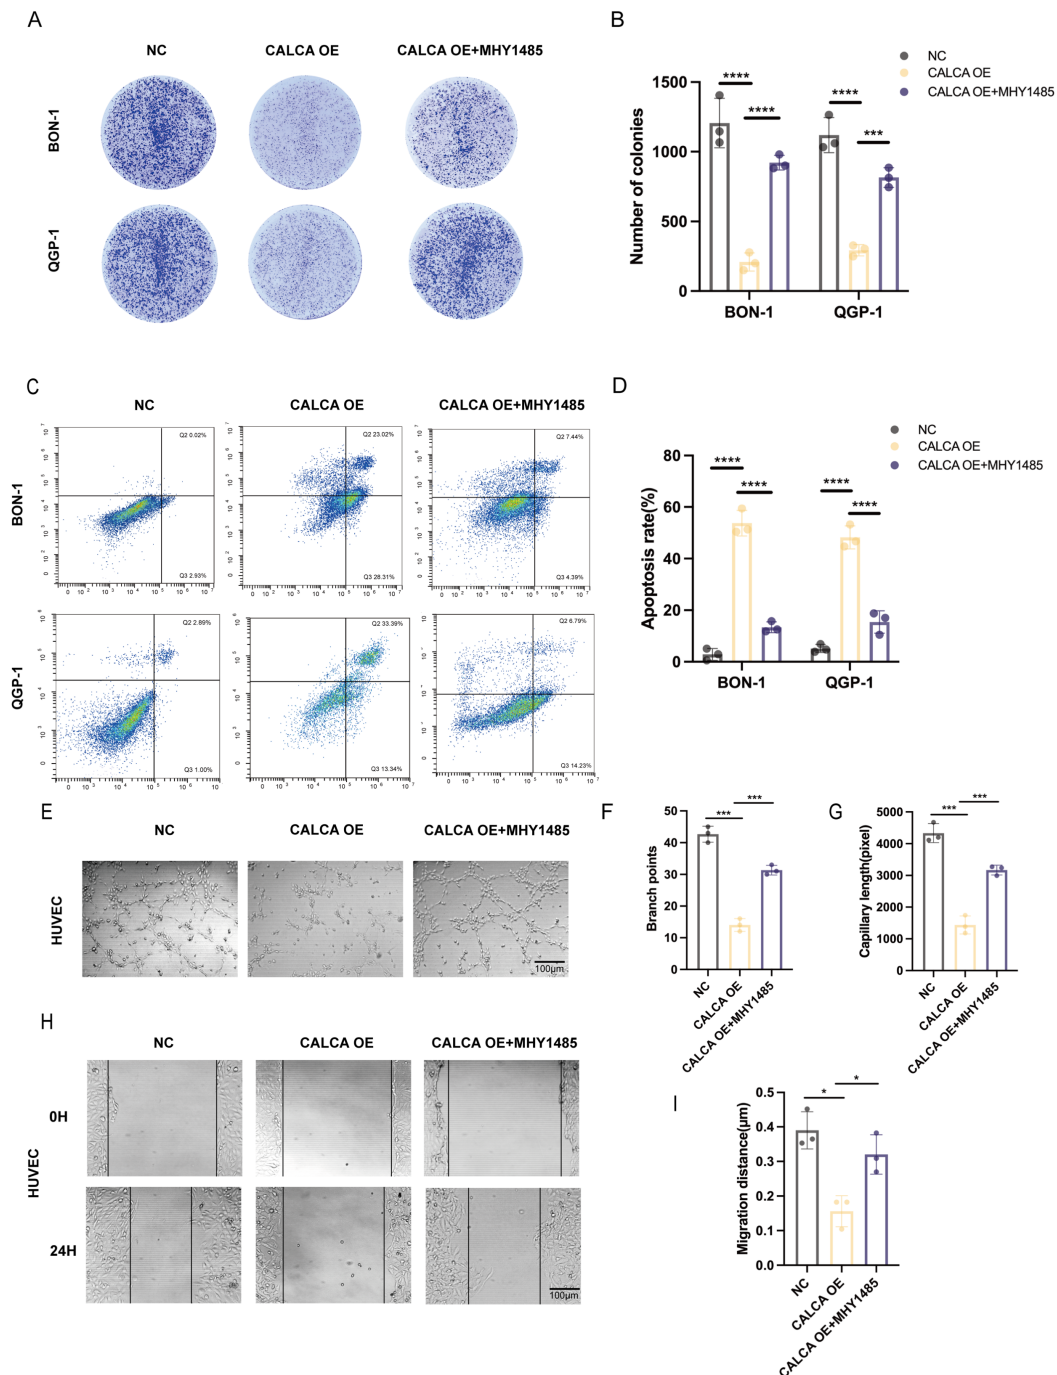 A
NC
CALCA OE
CALCA OE+MHY1485
BON-1
QGP-1
B
NC
CALCA OE
CALCA OE+MHY1485
Number of colonies
1500
1000
500
0
****
****
****
***
BON-1
QGP-1
C
NC
CALCA OE
CALCA OE+MHY1485
BON-1
QGP-1
Q2 0.02%
Q3 2.93%
Q2 23.02%
Q3 28.31%
Q2 7.44%
Q3 4.39%
Q2 2.89%
Q3 1.00%
Q2 33.39%
Q3 13.34%
Q2 6.79%
Q3 14.23%
D
NC
CALCA OE
CALCA OE+MHY1485
Apoptosis rate(%)
80
60
40
20
0
****
****
****
****
BON-1
QGP-1
E
NC
CALCA OE
CALCA OE+MHY1485
HUVEC
100μm
F
Branch points
50
40
30
20
10
0
***
***
NC
CALCA OE
CALCA OE+MHY1485
G
Capillary length(pixel)
5000
4000
3000
2000
1000
0
***
***
NC
CALCA OE
CALCA OE+MHY1485
H
NC
CALCA OE
CALCA OE+MHY1485
HUVEC
0H
24H
100μm
I
Migration distance(μm)
0.5
0.4
0.3
0.2
0.1
0.0
*
*
NC
CALCA OE
CALCA OE+MHY1485